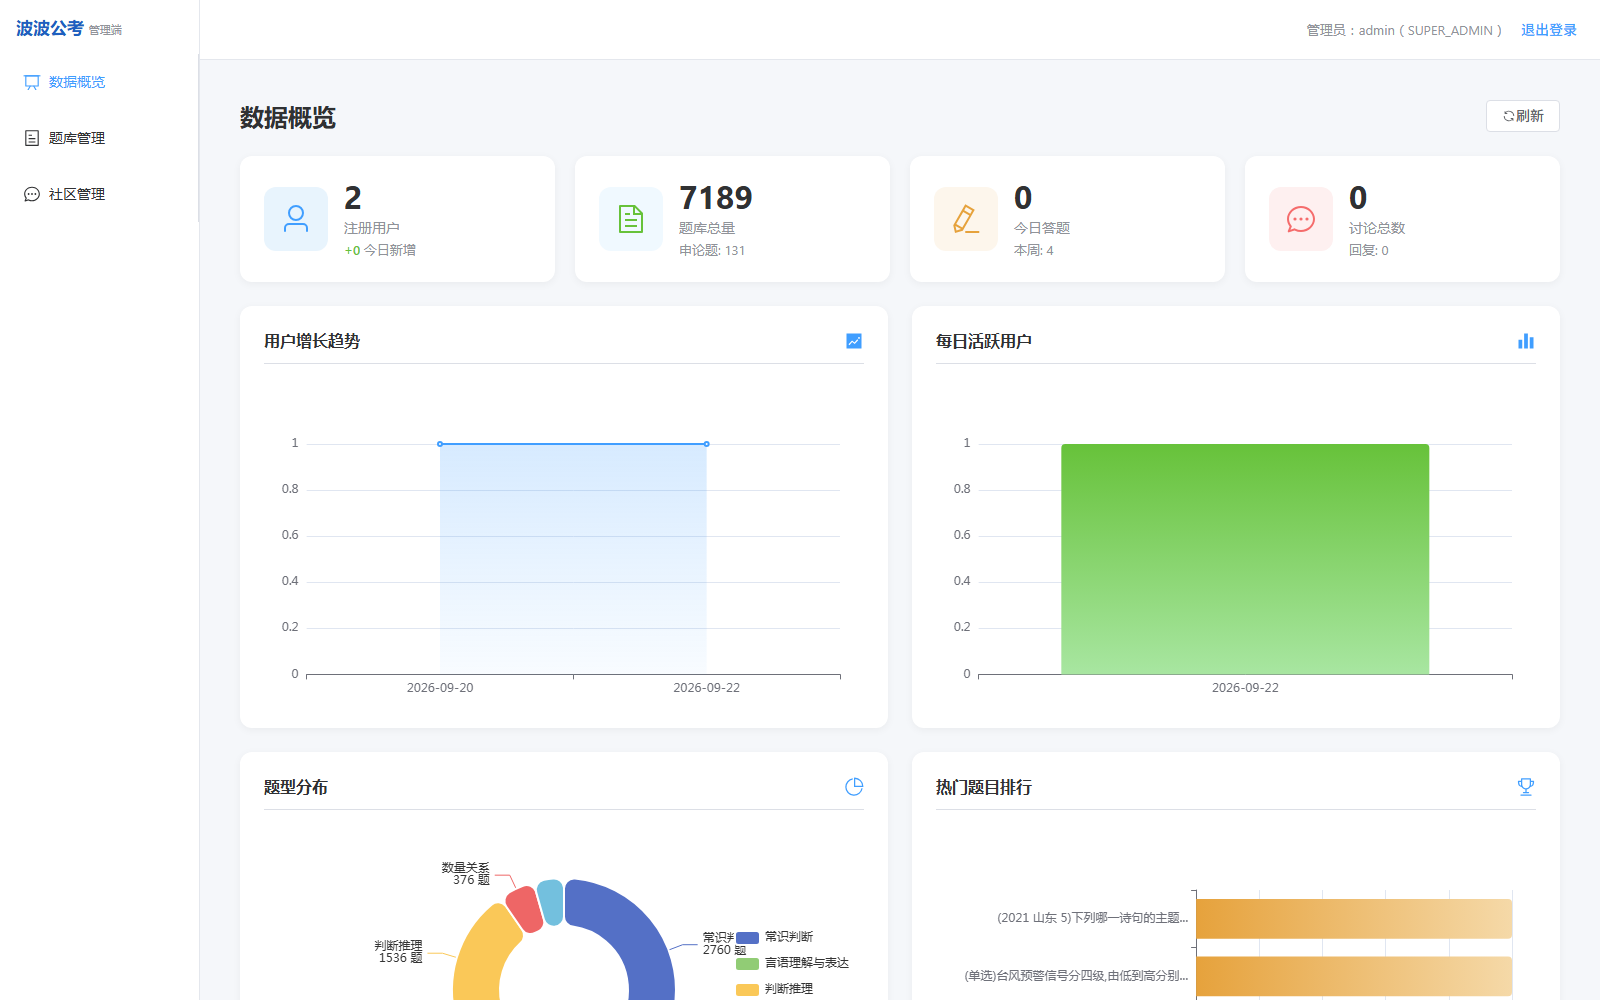 波波公考 管理端
管理员：admin（SUPER_ADMIN） 退出登录
数据概览
题库管理
社区管理
数据概览
刷新
2
注册用户
+0 今日新增
7189
题库总量
申论题: 131
0
今日答题
本周: 4
0
讨论总数
回复: 0
用户增长趋势
1
0.8
0.6
0.4
0.2
0
2026-09-20
2026-09-22
每日活跃用户
1
0.8
0.6
0.4
0.2
0
2026-09-22
题型分布
数量关系
376 题
判断推理
1536 题
常识
2760 题
常识判断
言语理解与表达
判断推理
热门题目排行
(2021 山东 5)下列哪一诗句的主题...
(单选)台风预警信号分四级,由低到高分别...